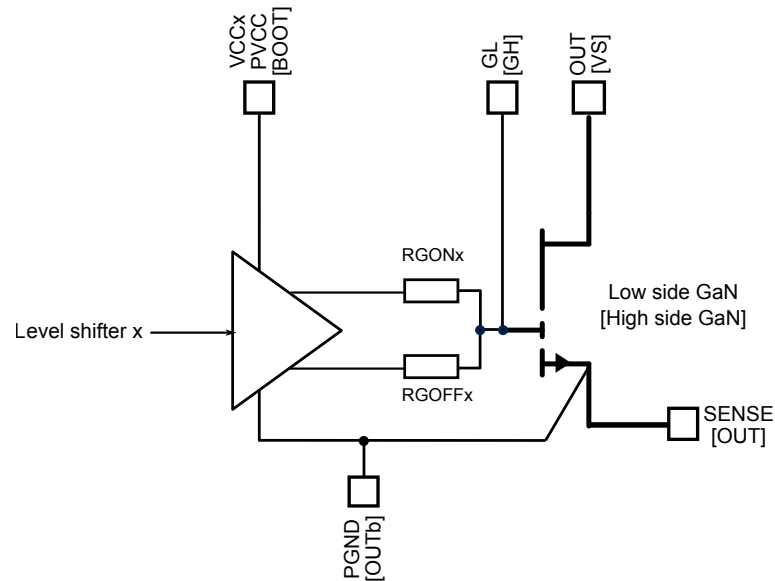 VCCx
PVCC
[BOOT]
GL
[GH]
OUT
[VS]
RGONx
Low side GaN
[High side GaN]
Level shifter x
RGOFFx
SENSE
[OUT]
PGND
[OUTb]